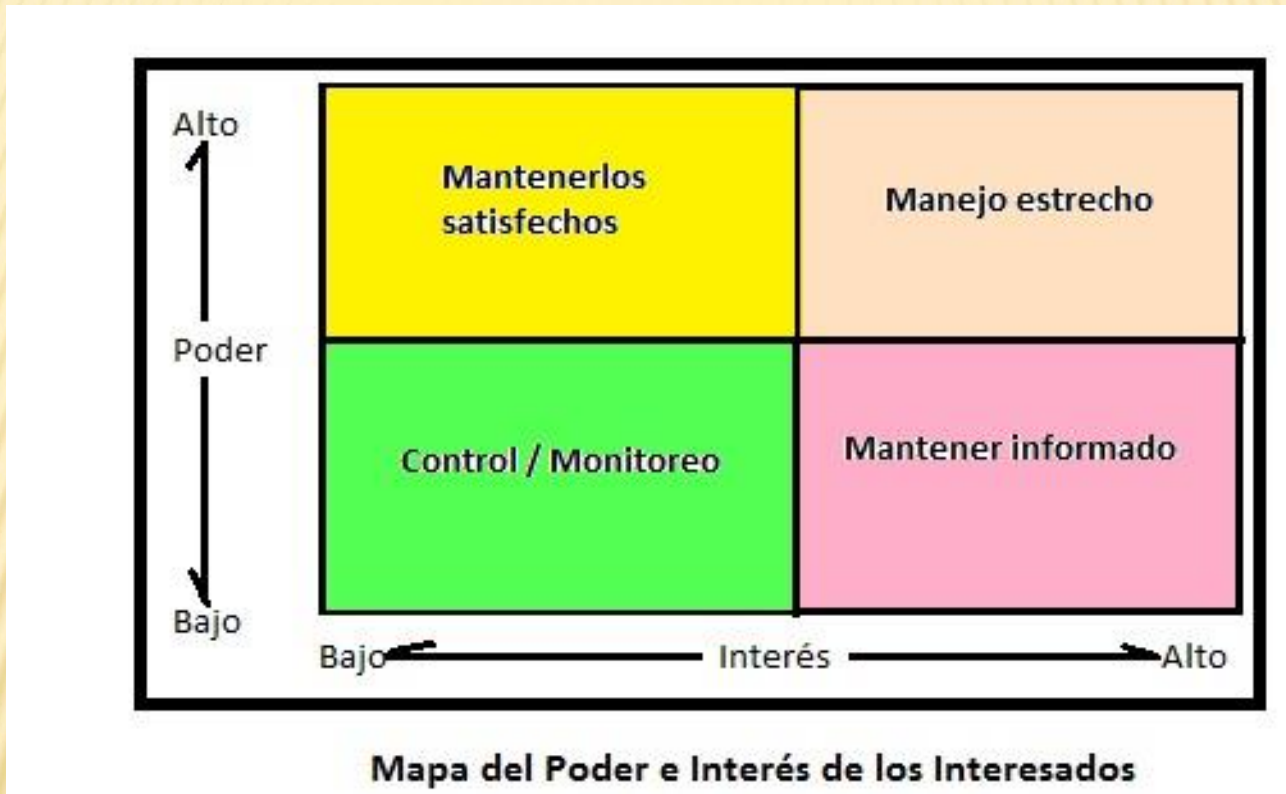 Alto
Mantenerlos
satisfechos
Manejo estrecho
Poder
Control / Monitoreo
Mantener informado
Bajo
Bajo Interés Alto
Mapa del Poder e Interés de los Interesados